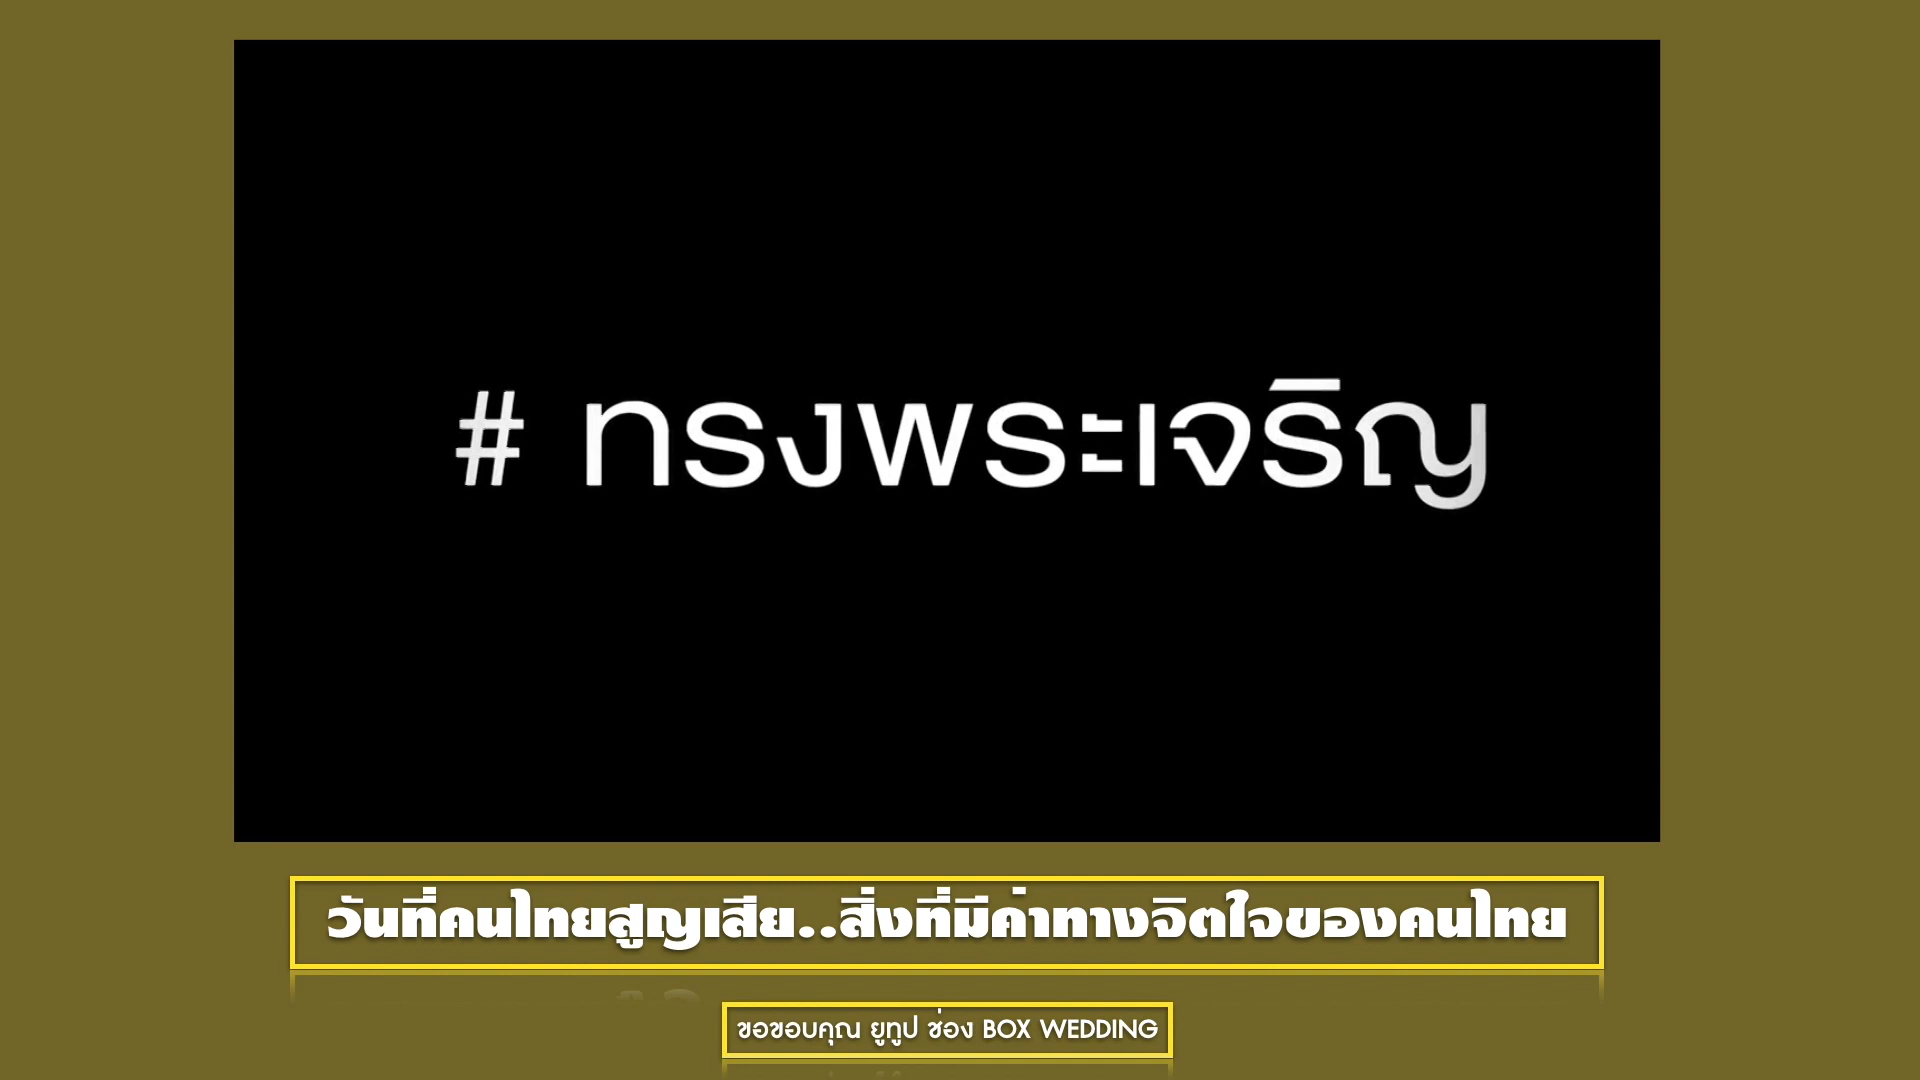 # ทรงพระเจริญ
วันที่คนไทยสูญเสีย..สิ่งที่มีค่าทางจิตใจของคนไทย
ขอขอบคุณ ยูทูป ช่อง BOX WEDDING